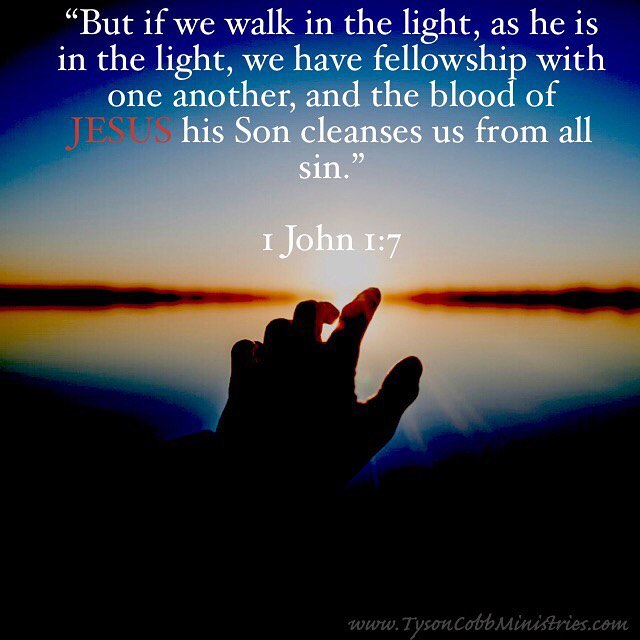 “But if we walk in the light, as he is
in the light, we have fellowship with
one another, and the blood of
JESUS his Son cleanses us from all
sin.”
1 John 1:7
www.TysonCobbMinistries.com